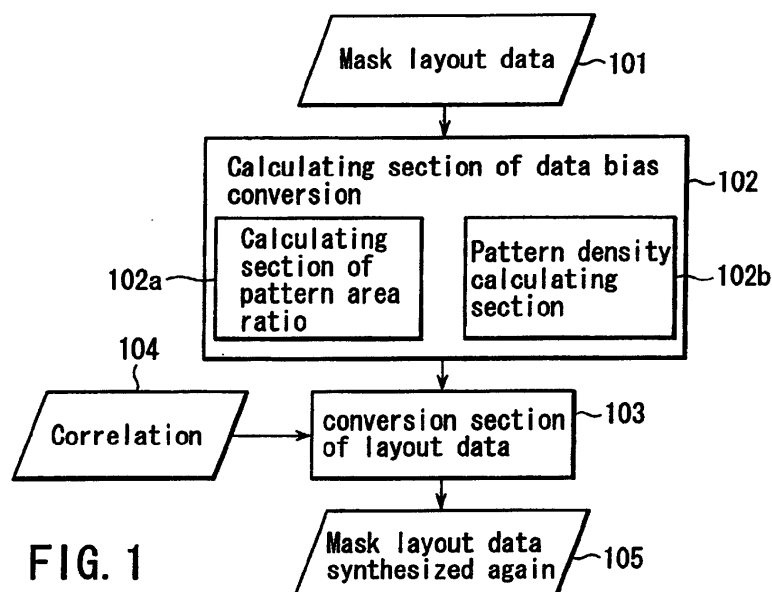 Mask layout data
101
Calculating section of data bias
conversion
102
Calculating
section of
pattern area
ratio
102a
Pattern density
calculating
section
102b
104
Correlation
conversion section
of layout data
103
Mask layout data
synthesized again
105
FIG. 1